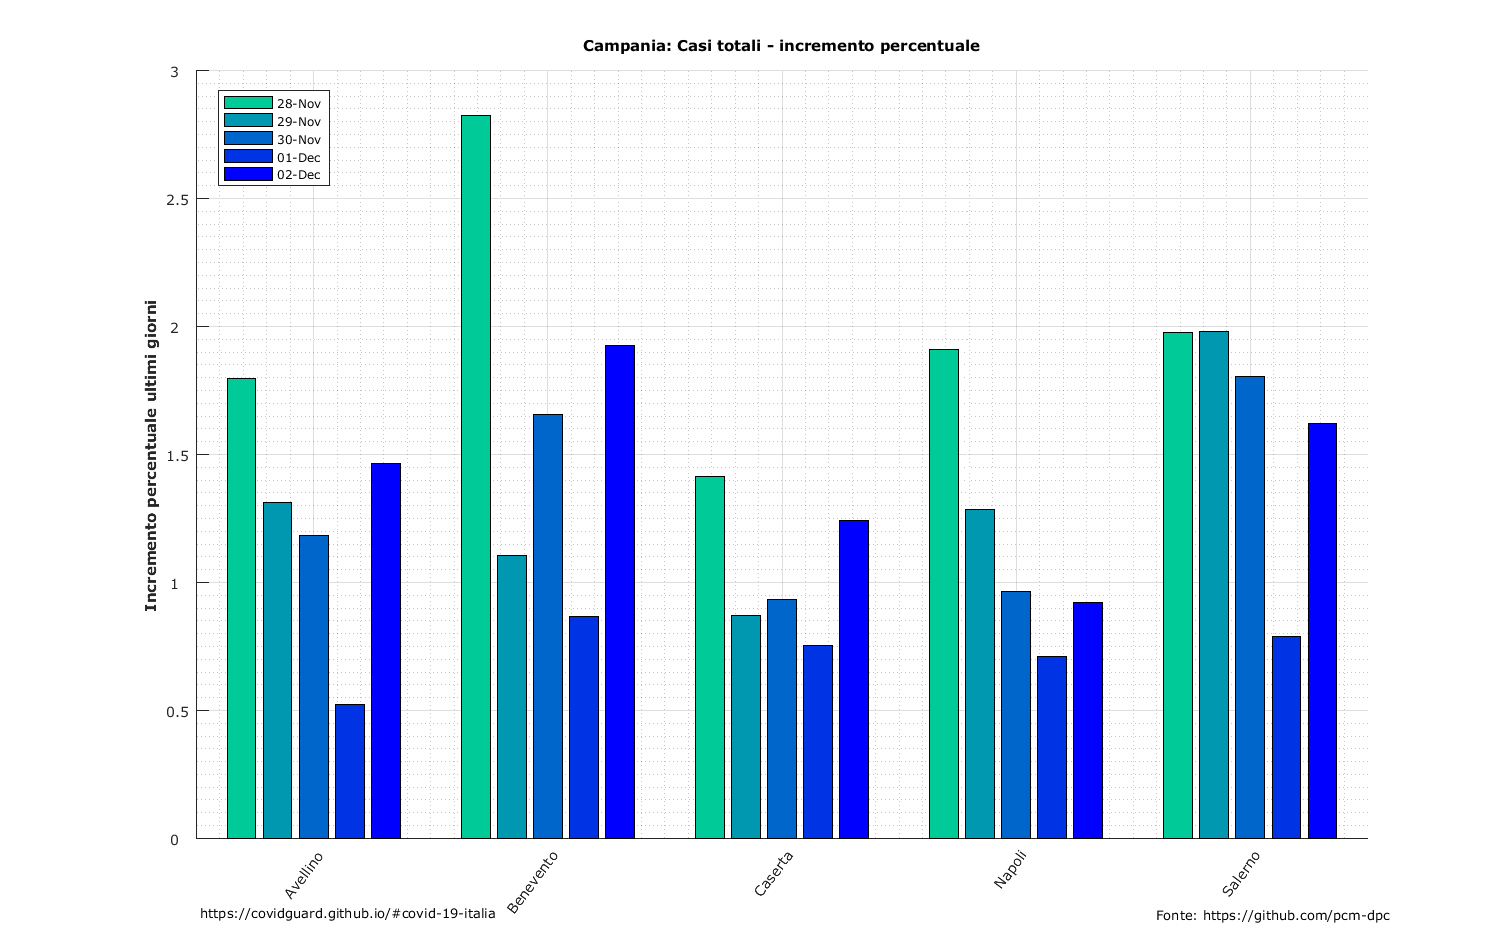 Campania: Casi totali - incremento percentuale
28-Nov
29-Nov
30-Nov
01-Dec
02-Dec
Incremento percentuale ultimi giorni
3
2.5
2
1.5
1
0.5
0
Avellino
Benevento
Caserta
Napoli
Salerno
https://covidguard.github.io/#covid-19-italia
Fonte: https://github.com/pcm-dpc